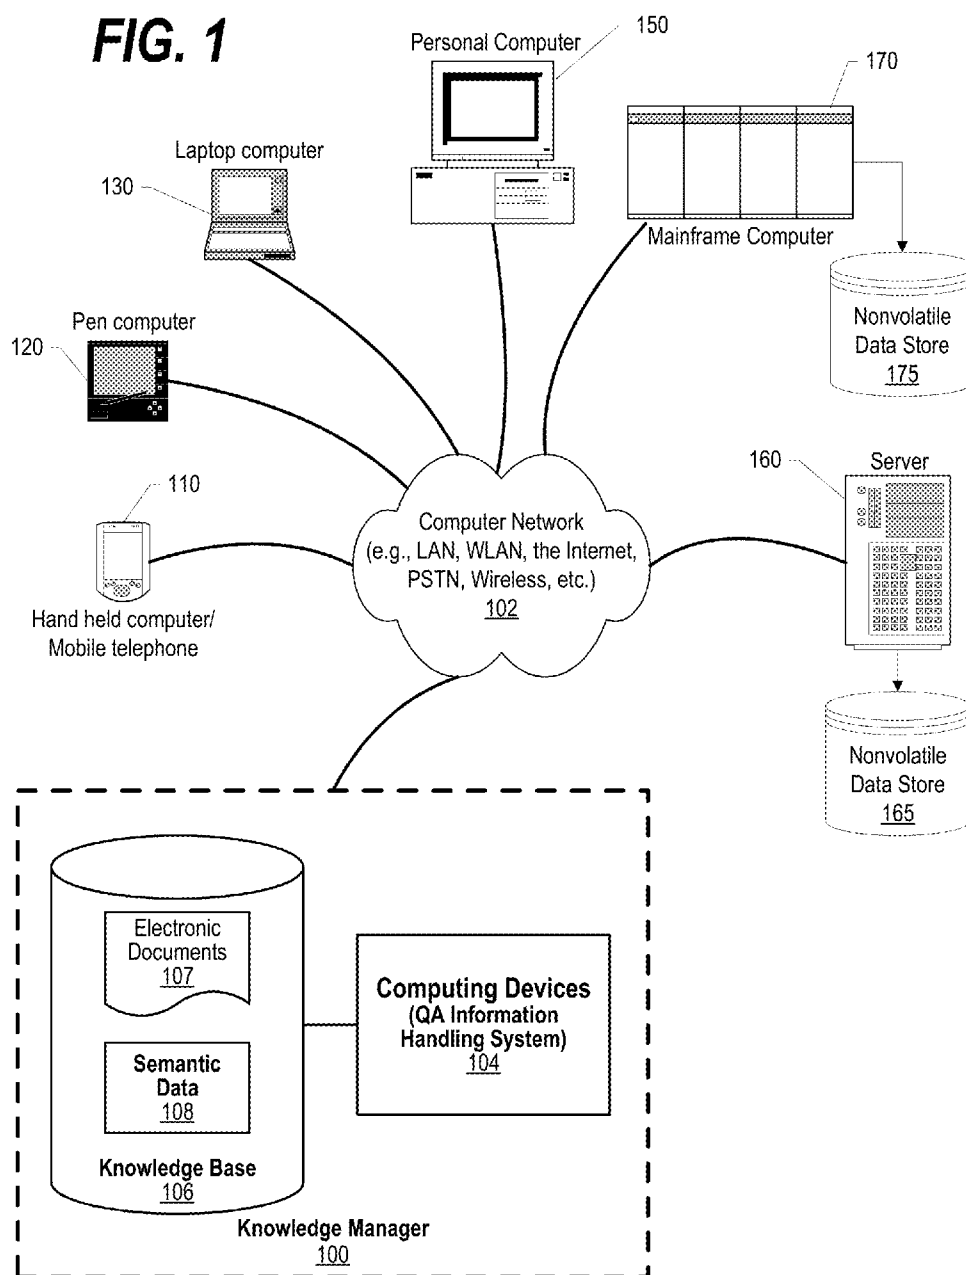 FIG. 1
Personal Computer
150
170
Laptop computer
130
Mainframe Computer
Pen computer
120
Nonvolatile
Data Store
175
160
Server
110
Computer Network
(e.g., LAN, WLAN, the Internet,
PSTN, Wireless, etc.)
102
Hand held computer/
Mobile telephone
Nonvolatile
Data Store
165
Electronic
Documents
107
Computing Devices
(QA Information
Handling System)
104
Semantic
Data
108
Knowledge Base
106
Knowledge Manager
100